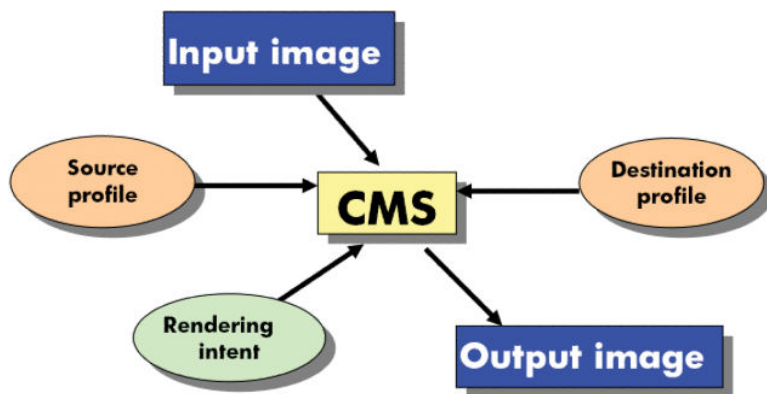 Input image
Source
profile
Destination
profile
CMS
Rendering
intent
Output image